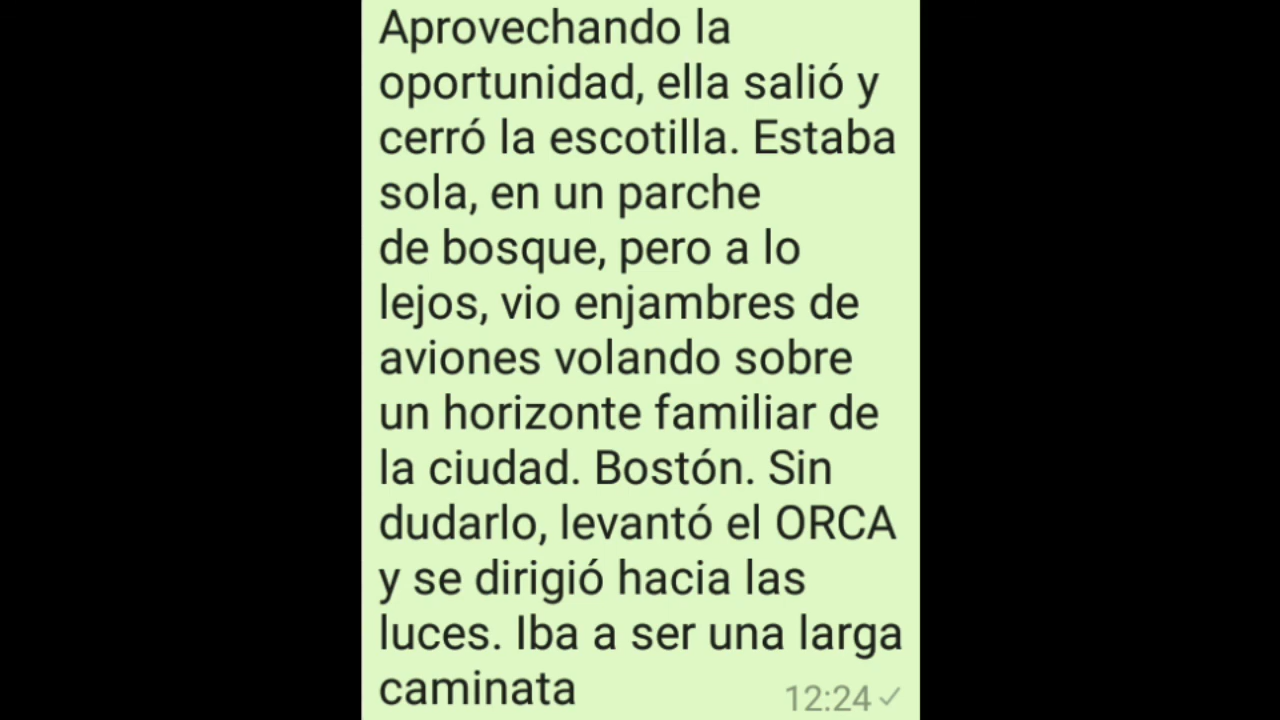 Aprovechando la
oportunidad, ella salió y
cerró la escotilla. Estaba
sola, en un parche
de bosque, pero a lo
lejos, vio enjambres de
aviones volando sobre
un horizonte familiar de
la ciudad. Bostón. Sin
dudarlo, levantó el ORCA
y se dirigió hacia las
luces. Iba a ser una larga
caminata
12:24